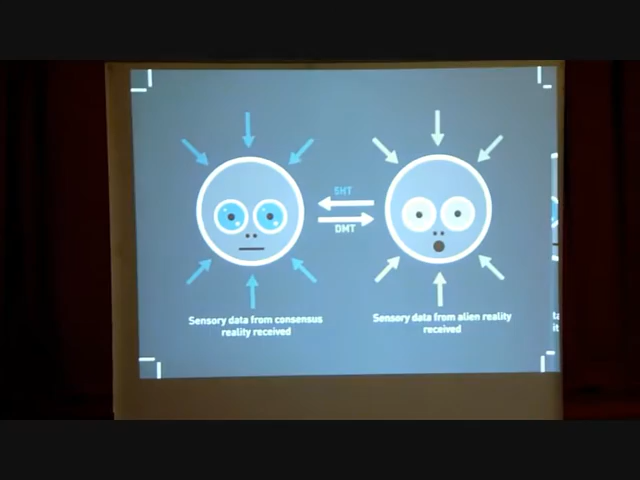 5HT
DMT
Sensory data from consensus
reality received
Sensory data from alien reality
received